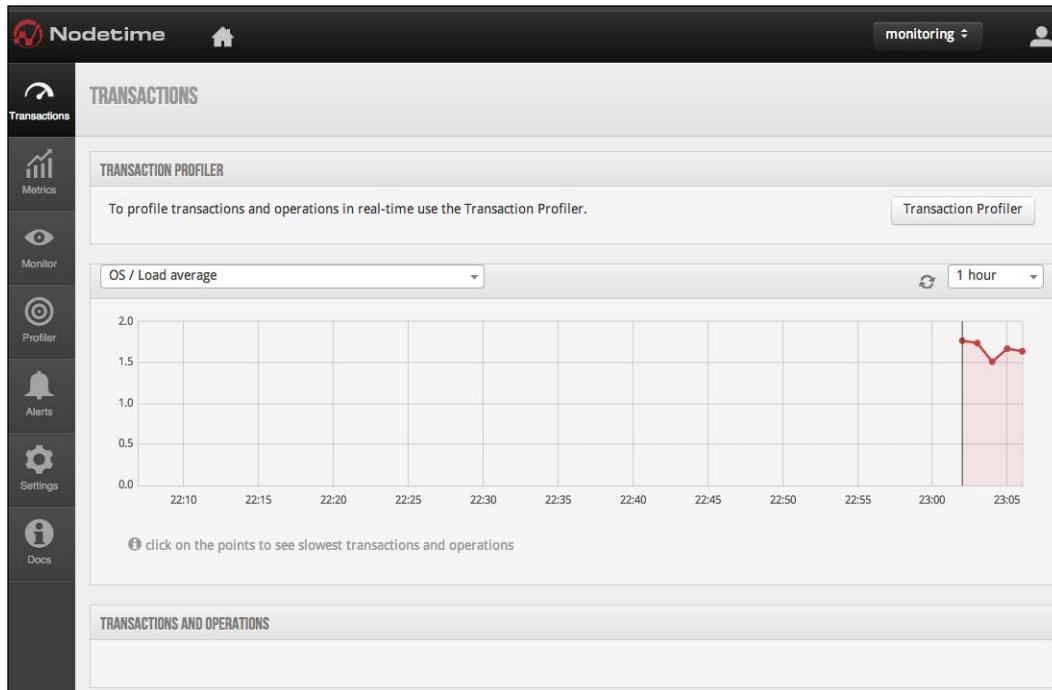 Nodetime
monitoring
Transactions
Metrics
Monitor
Profiler
Alerts
Settings
Docs
TRANSACTIONS
TRANSACTION PROFILER
To profile transactions and operations in real-time use the Transaction Profiler.
Transaction Profiler
OS / Load average
1 hour
2.0
1.5
1.0
0.5
0.0
22:10 22:15 22:20 22:25 22:30 22:35 22:40 22:45 22:50 22:55 23:00 23:05
click on the points to see slowest transactions and operations
TRANSACTIONS AND OPERATIONS